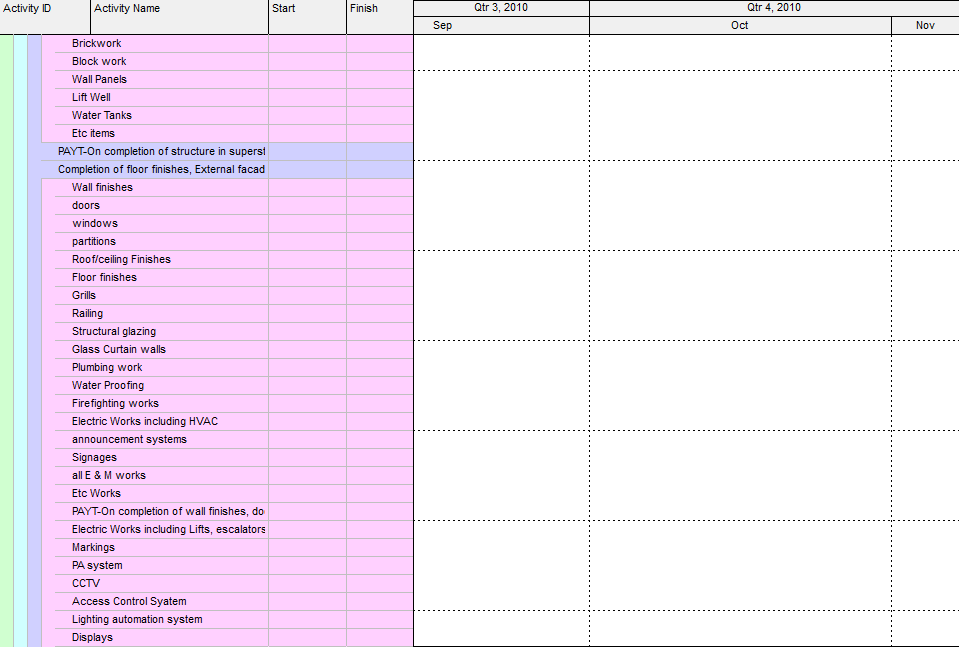 Activity ID Activity Name Start Finish Qtr 3, 2010 Qtr 4, 2010
Sep Oct Nov
Brickwork
Block work
Wall Panels
Lift Well
Water Tanks
Etc items
PAYT-On completion of structure in superst
Completion of floor finishes, External facad
Wall finishes
doors
windows
partitions
Roof/ceiling Finishes
Floor finishes
Grills
Railing
Structural glazing
Glass Curtain walls
Plumbing work
Water Proofing
Firefighting works
Electric Works including HVAC
announcement systems
Signages
all E & M works
Etc Works
PAYT-On completion of wall finishes, do
Electric Works including Lifts, escalators
Markings
PA system
CCTV
Access Control Syatem
Lighting automation system
Displays